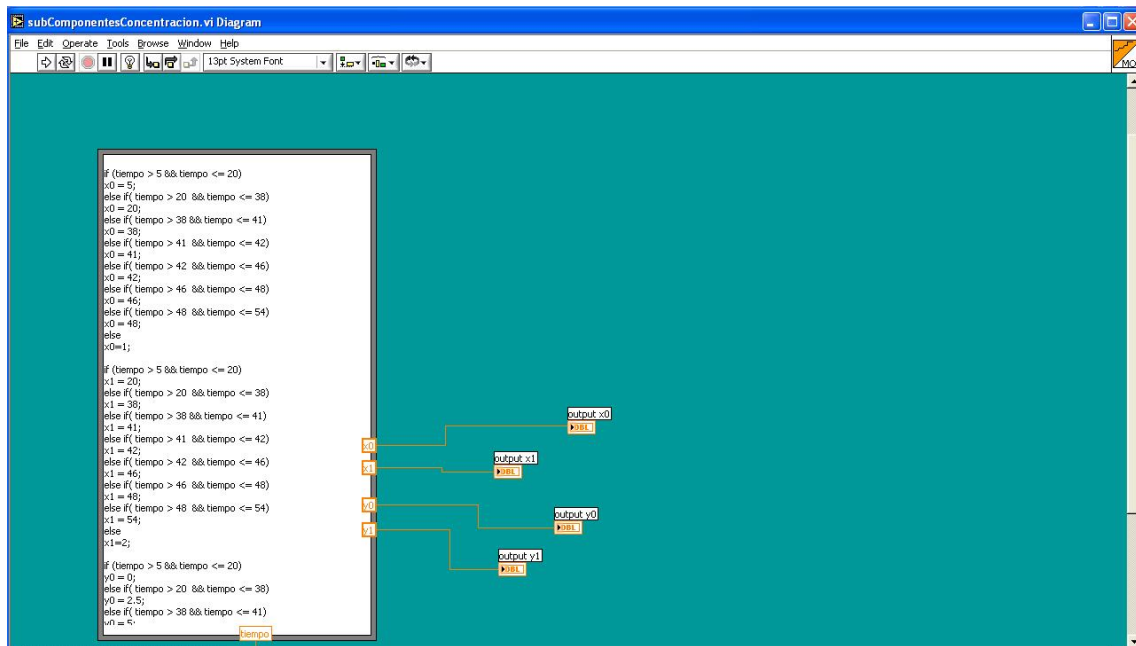 subComponentesConcentracion.vi Diagram
File Edit Operate Tools Browse Window Help
13pt System Font
MO
if (tiempo > 5 && tiempo <= 20)
x0 = 5;
else if( tiempo > 20 && tiempo <= 38)
x0 = 20;
else if( tiempo > 38 && tiempo <= 41)
x0 = 38;
else if( tiempo > 41 && tiempo <= 42)
x0 = 41;
else if( tiempo > 42 && tiempo <= 46)
x0 = 42;
else if( tiempo > 46 && tiempo <= 48)
x0 = 46;
else if( tiempo > 48 && tiempo <= 54)
x0 = 48;
else
x0=1;
if (tiempo > 5 && tiempo <= 20)
x1 = 20;
else if( tiempo > 20 && tiempo <= 38)
x1 = 38;
else if( tiempo > 38 && tiempo <= 41)
x1 = 41;
else if( tiempo > 41 && tiempo <= 42)
x1 = 42;
else if( tiempo > 42 && tiempo <= 46)
x1 = 46;
else if( tiempo > 46 && tiempo <= 48)
x1 = 48;
else if( tiempo > 48 && tiempo <= 54)
x1 = 54;
else
x1=2;
if (tiempo > 5 && tiempo <= 20)
y0 = 0;
else if( tiempo > 20 && tiempo <= 38)
y0 = 2.5;
else if( tiempo > 38 && tiempo <= 41)
y0 = 5;
tiempo
x0
x1
y0
y1
output x0
DBL
output x1
DBL
output y0
DBL
output y1
DBL